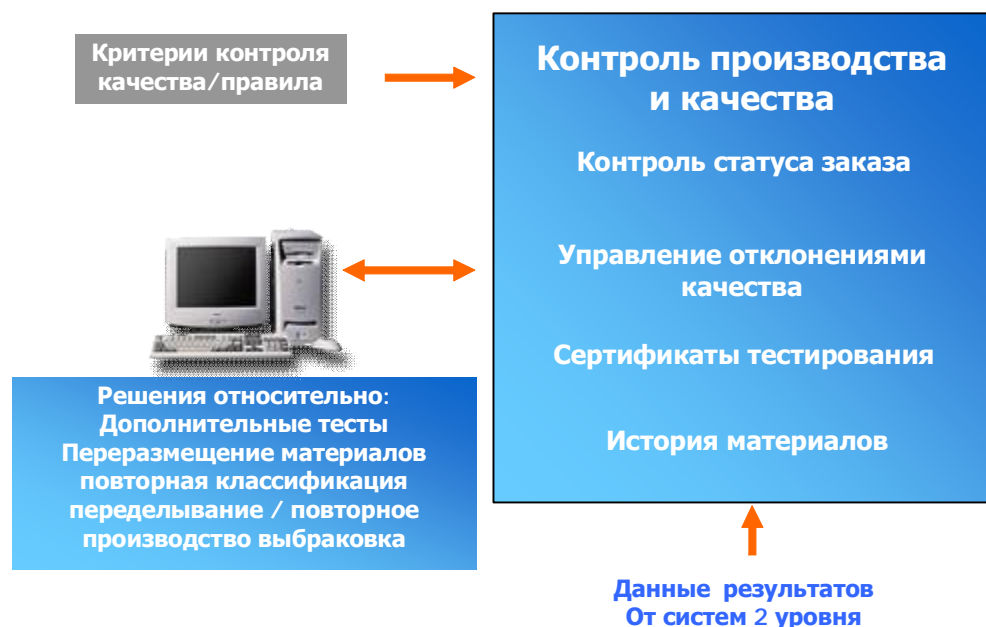 Критерии контроля
качества/правила
Контроль производства
и качества
Контроль статуса заказа
Управление отклонениями
качества
Сертификаты тестирования
История материалов
Решения относительно:
Дополнительные тесты
Переразмещение материалов
повторная классификация
переделывание / повторное
производство выбраковка
Данные результатов
От систем 2 уровня